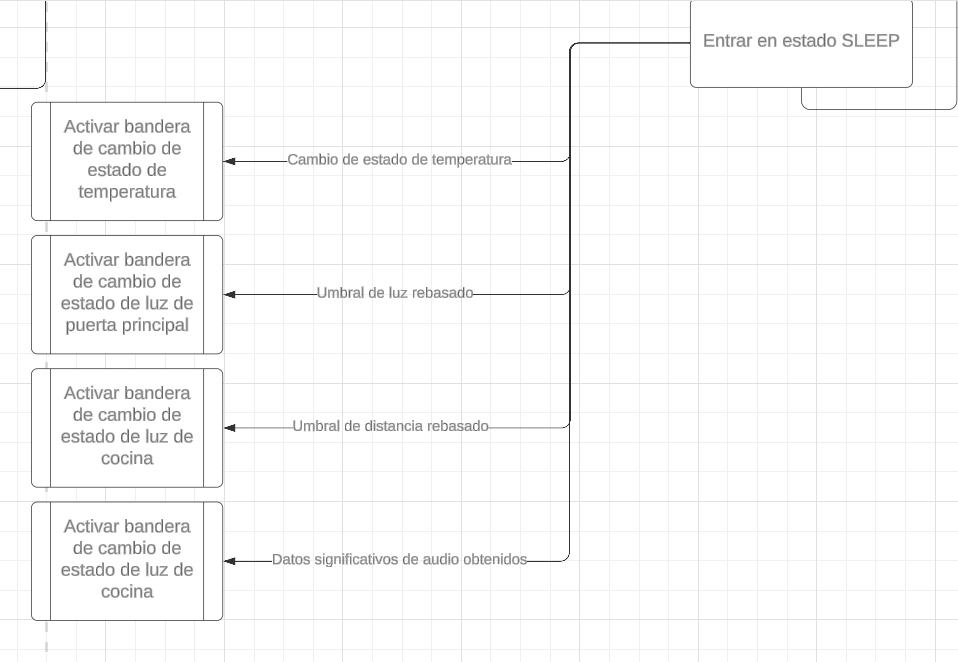 Entrar en estado SLEEP
Activar bandera
de cambio de
estado de
temperatura
Cambio de estado de temperatura
Activar bandera
de cambio de
estado de luz de
puerta principal
Umbral de luz rebasado
Activar bandera
de cambio de
estado de luz de
cocina
Umbral de distancia rebasado
Activar bandera
de cambio de
estado de luz de
cocina
Datos significativos de audio obtenidos